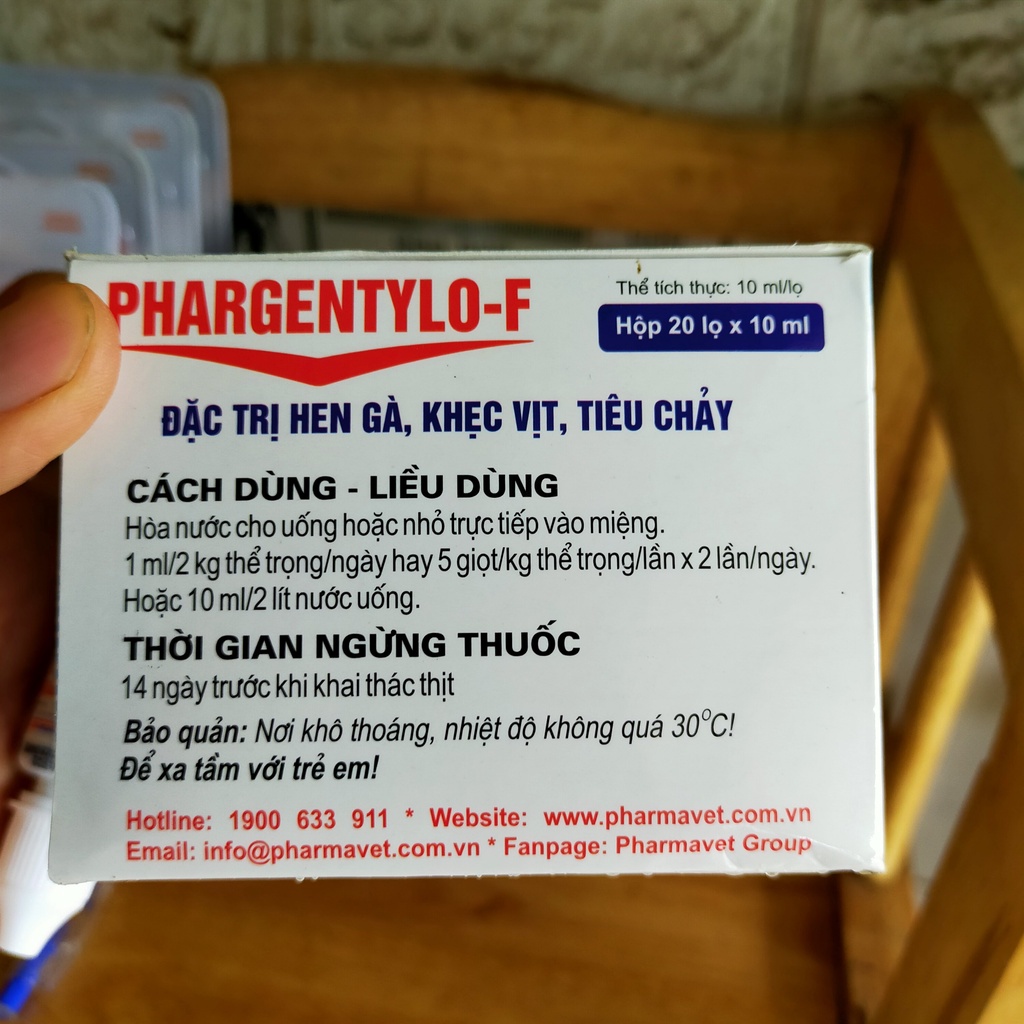 PHARGENTYLO-F
Thể tích thực: 10 ml/lọ
Hộp 20 lọ x 10 ml
ĐẶC TRỊ HEN GÀ, KHẸC VỊT, TIÊU CHẢY
CÁCH DÙNG - LIỀU DÙNG
Hòa nước cho uống hoặc nhỏ trực tiếp vào miệng.
1 ml/2 kg thể trọng/ngày hay 5 giọt/kg thể trọng/lần x 2 lần/ngày.
Hoặc 10 ml/2 lít nước uống.
THỜI GIAN NGỪNG THUỐC
14 ngày trước khi khai thác thịt
Bảo quản: Nơi khô thoáng, nhiệt độ không quá 30°C!
Để xa tầm với trẻ em!
Hotline: 1900 633 911 * Website: www.pharmavet.com.vn
Email: info@pharmavet.com.vn * Fanpage: Pharmavet Group